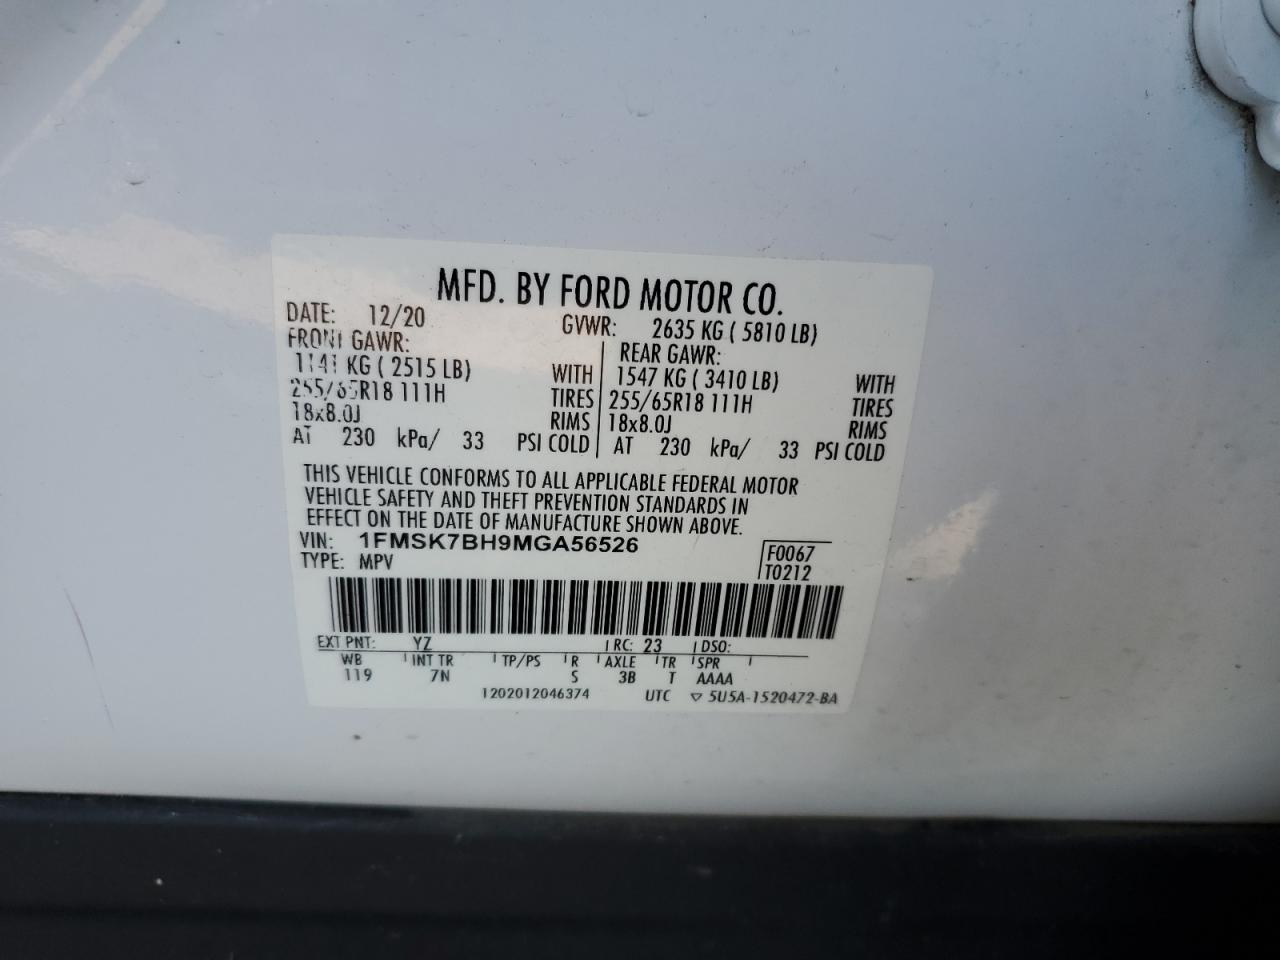 MFD. BY FORD MOTOR CO.
DATE: 12/20 GVWR: 2635 KG ( 5810 LB)
FRONT GAWR: REAR GAWR:
1141 KG ( 2515 LB) WITH 1547 KG ( 3410 LB) WITH
255/65R18 111H TIRES 255/65R18 111H TIRES
18x8.0J RIMS 18x8.0J RIMS
AT 230 kPa/ 33 PSI COLD AT 230 kPa/ 33 PSI COLD
THIS VEHICLE CONFORMS TO ALL APPLICABLE FEDERAL MOTOR
VEHICLE SAFETY AND THEFT PREVENTION STANDARDS IN
EFFECT ON THE DATE OF MANUFACTURE SHOWN ABOVE.
VIN: 1FMSK7BH9MGA56526 F0067
TYPE: MPV T0212
EXT PNT: YZ RC: 23 DSO:
WB INT TR TP/PS R AXLE TR SPR
119 7N S 3B T AAAA
1202012046374 UTC ▽ 5U5A-1520472-BA